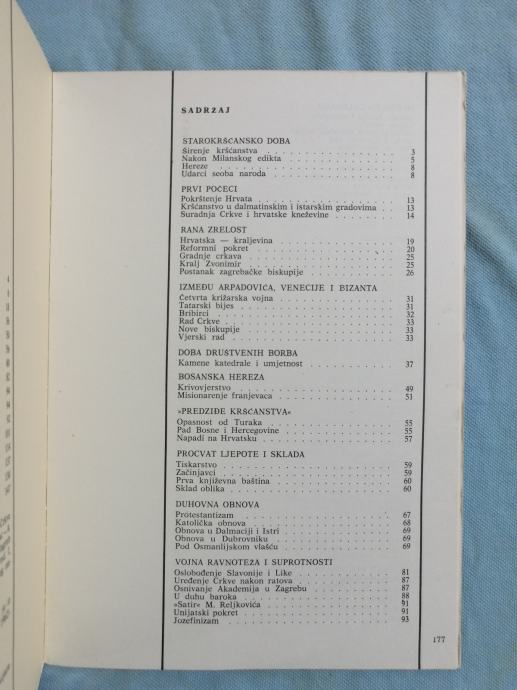 SADRZAJ
STAROKRŠĆANSKO DOBA
Širenje kršćanstva . . . . . . . . . . 3
Nakon Milanskog edikta . . . . . . . . . . 5
Hereze . . . . . . . . . . 8
Udarci seoba naroda . . . . . . . . . . 8
PRVI POČECI
Pokrštenje Hrvata . . . . . . . . . . 13
Kršćanstvo u dalmatinskim i istarskim gradovima . . 13
Suradnja Crkve i hrvatske kneževine . . . . . 14
RANA ZRELOST
Hrvatska — kraljevina . . . . . . . . . . 19
Reformni pokret . . . . . . . . . . 20
Gradnje crkava . . . . . . . . . . 25
Kralj Zvonimir . . . . . . . . . . 25
Postanak zagrebačke biskupije . . . . . . . 26
IZMEĐU ARPADOVICA, VENECIJE I BIZANTA
Četvrta križarska vojna . . . . . . . . . . 31
Tatarski bijes . . . . . . . . . . 31
Bribirci . . . . . . . . . . 32
Rad Crkve . . . . . . . . . . 33
Nove biskupije . . . . . . . . . . 33
Vjerski rad . . . . . . . . . . 33
DOBA DRUSTVENIH BORBA
Kamene katedrale i umjetnost . . . . . . . 37
BOSANSKA HEREZA
Krivovjerstvo . . . . . . . . . . 49
Misionarenje franjevaca . . . . . . . . . . 51
»PREDZIĐE KRŠĆANSTVA«
Opasnost od Turaka . . . . . . . . . . 55
Pad Bosne i Hercegovine . . . . . . . . . . 55
Napadi na Hrvatsku . . . . . . . . . . 57
PROCVAT LJEPOTE I SKLADA
Tiskarstvo . . . . . . . . . . 59
Začinjavci . . . . . . . . . . 59
Prva književna baština . . . . . . . . . . 60
Sklad oblika . . . . . . . . . . 60
DUHOVNA OBNOVA
Protestantizam . . . . . . . . . . 67
Katolička obnova . . . . . . . . . . 68
Obnova u Dalmaciji i Istri . . . . . . . . . . 69
Obnova u Dubrovniku . . . . . . . . . . 69
Pod Osmanlijskom vlašću . . . . . . . . . . 69
VOJNA RAVNOTEŽA I SUPROTNOSTI
Oslobođenje Slavonije i Like . . . . . . . . 81
Uređenje Crkve nakon ratova . . . . . . . . 87
Osnivanje Akademija u Zagrebu . . . . . . . 87
U duhu baroka . . . . . . . . . . 88
»Satir« M. Reljkovića . . . . . . . . . . 91
Unijatski pokret . . . . . . . . . . 91
Jozefinizam . . . . . . . . . . 93
177